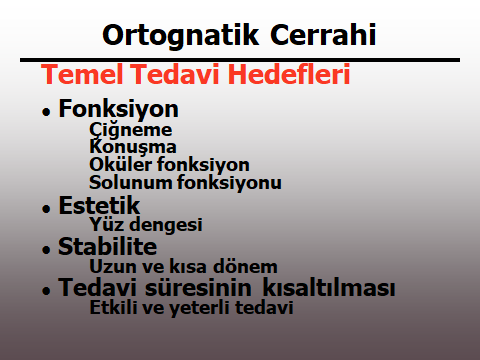 Ortognatik Cerrahi
Temel Tedavi Hedefleri
• Fonksiyon
Çiğneme
Konuşma
Oküler fonksiyon
Solunum fonksiyonu
• Estetik
Yüz dengesi
• Stabilite
Uzun ve kısa dönem
• Tedavi süresinin kısaltılması
Etkili ve yeterli tedavi